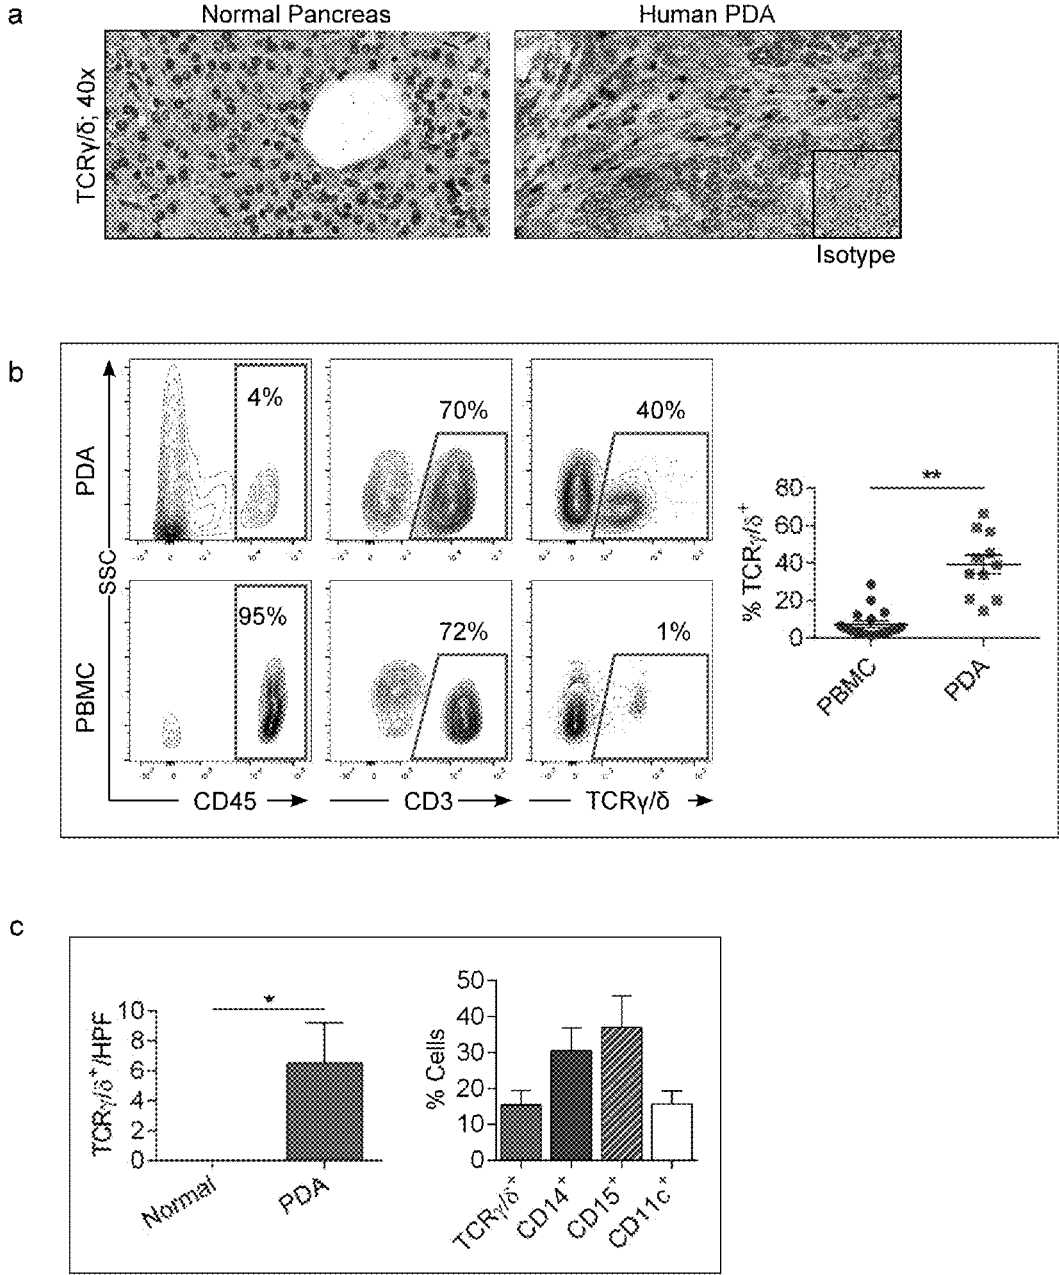 a
Normal Pancreas
Human PDA
TCRγ/δ; 40x
Isotype
b
SSC
PDA
4%
70%
40%
PBMC
95%
72%
1%
CD45
CD3
TCRγ/δ
**
% TCRγ/δ+
80
60
40
20
0
PBMC
PDA
c
*
TCRγ/δ+/HPF
10
8
6
4
2
0
Normal
PDA
% Cells
50
40
30
20
10
0
TCRγ/δ+
CD14+
CD15+
CD11c+